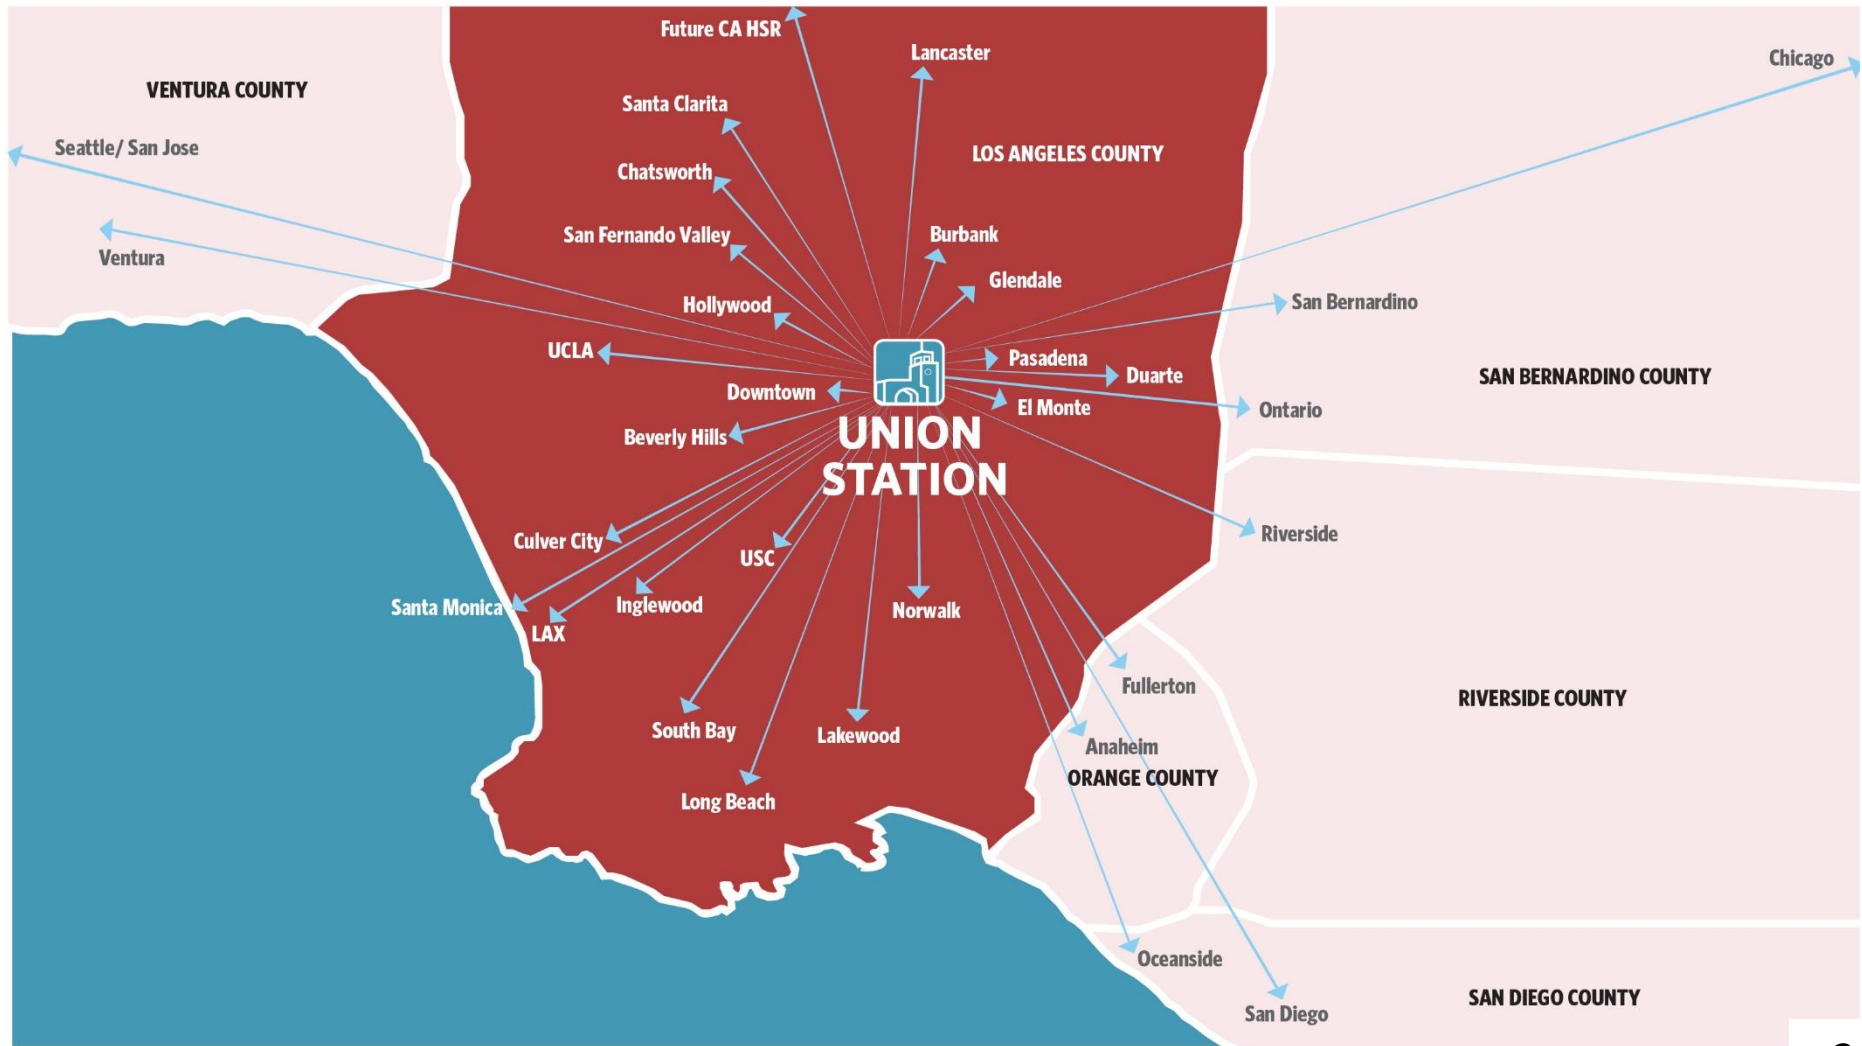 Future CA HSR
Lancaster
Chicago
VENTURA COUNTY
Santa Clarita
Seattle/ San Jose
LOS ANGELES COUNTY
Chatsworth
San Fernando Valley
Burbank
Ventura
Glendale
Hollywood
San Bernardino
UCLA
Pasadena
Duarte
SAN BERNARDINO COUNTY
Downtown
El Monte
Ontario
Beverly Hills
UNION
STATION
Culver City
USC
Riverside
Santa Monica
Inglewood
Norwalk
LAX
Fullerton
RIVERSIDE COUNTY
South Bay
Lakewood
Anaheim
ORANGE COUNTY
Long Beach
Oceanside
SAN DIEGO COUNTY
San Diego